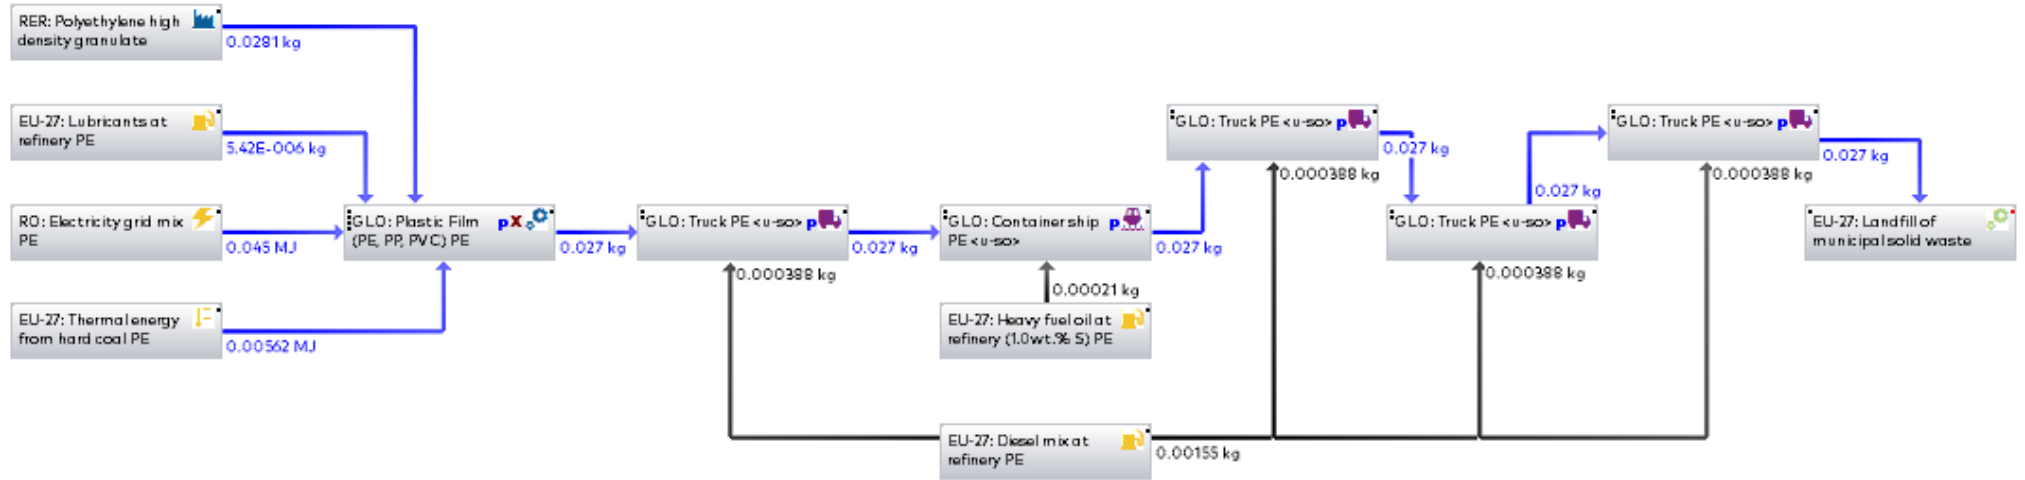 RER: Polyethylene high
density granulate
0.0281 kg
EU-27: Lubricants at
refinery PE
5.42E-006 kg
RO: Electricity grid mix
PE
0.045 MJ
EU-27: Thermal energy
from hard coal PE
0.00562 MJ
GLO: Plastic Film
(PE, PP, PVC) PE
pX
0.027 kg
GLO: Truck PE <u-so> p
0.027 kg
0.000388 kg
GLO: Container ship
PE <u-so>
p
0.027 kg
0.00021 kg
EU-27: Heavy fuel oil at
refinery (1.0wt.% S) PE
EU-27: Diesel mix at
refinery PE
0.00155 kg
GLO: Truck PE <u-so> p
0.027 kg
0.000388 kg
GLO: Truck PE <u-so> p
0.027 kg
0.000388 kg
GLO: Truck PE <u-so> p
0.027 kg
0.000388 kg
EU-27: Landfill of
municipal solid waste